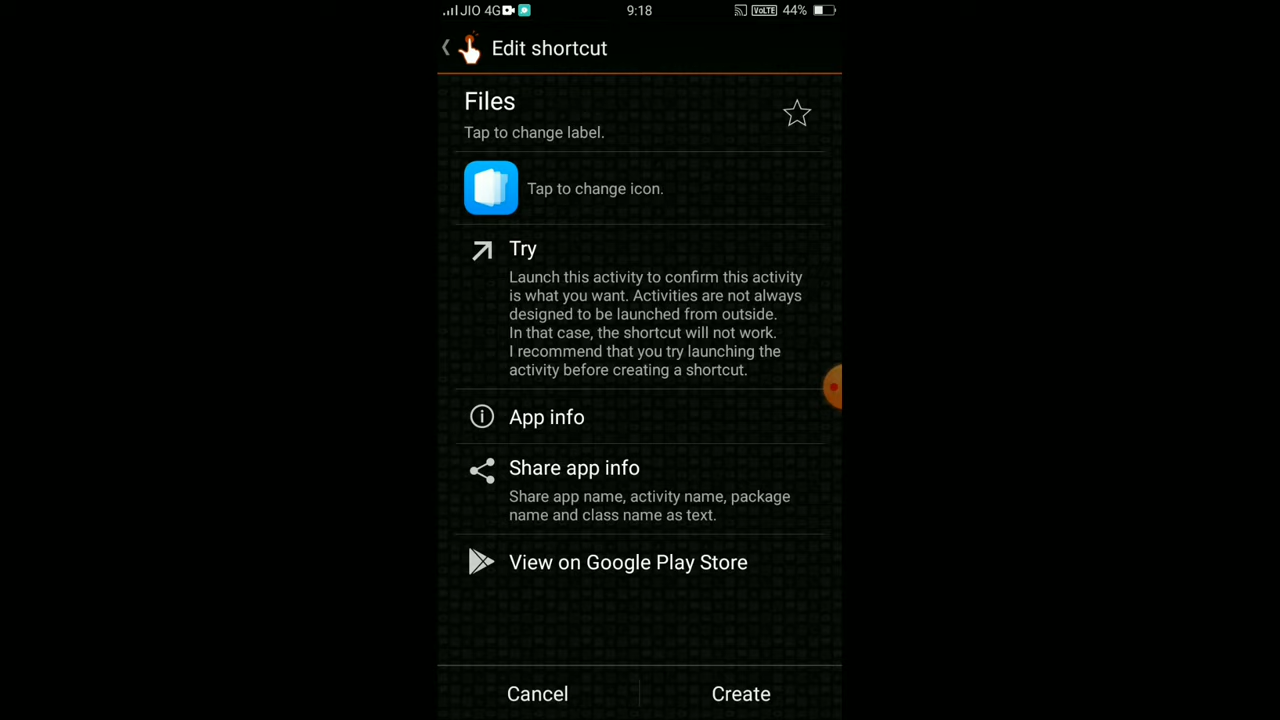 JIO 4G 9:18 VoLTE 44%
Edit shortcut
Files
Tap to change label.
Tap to change icon.
Try
Launch this activity to confirm this activity
is what you want. Activities are not always
designed to be launched from outside.
In that case, the shortcut will not work.
I recommend that you try launching the
activity before creating a shortcut.
App info
Share app info
Share app name, activity name, package
name and class name as text.
View on Google Play Store
Cancel Create